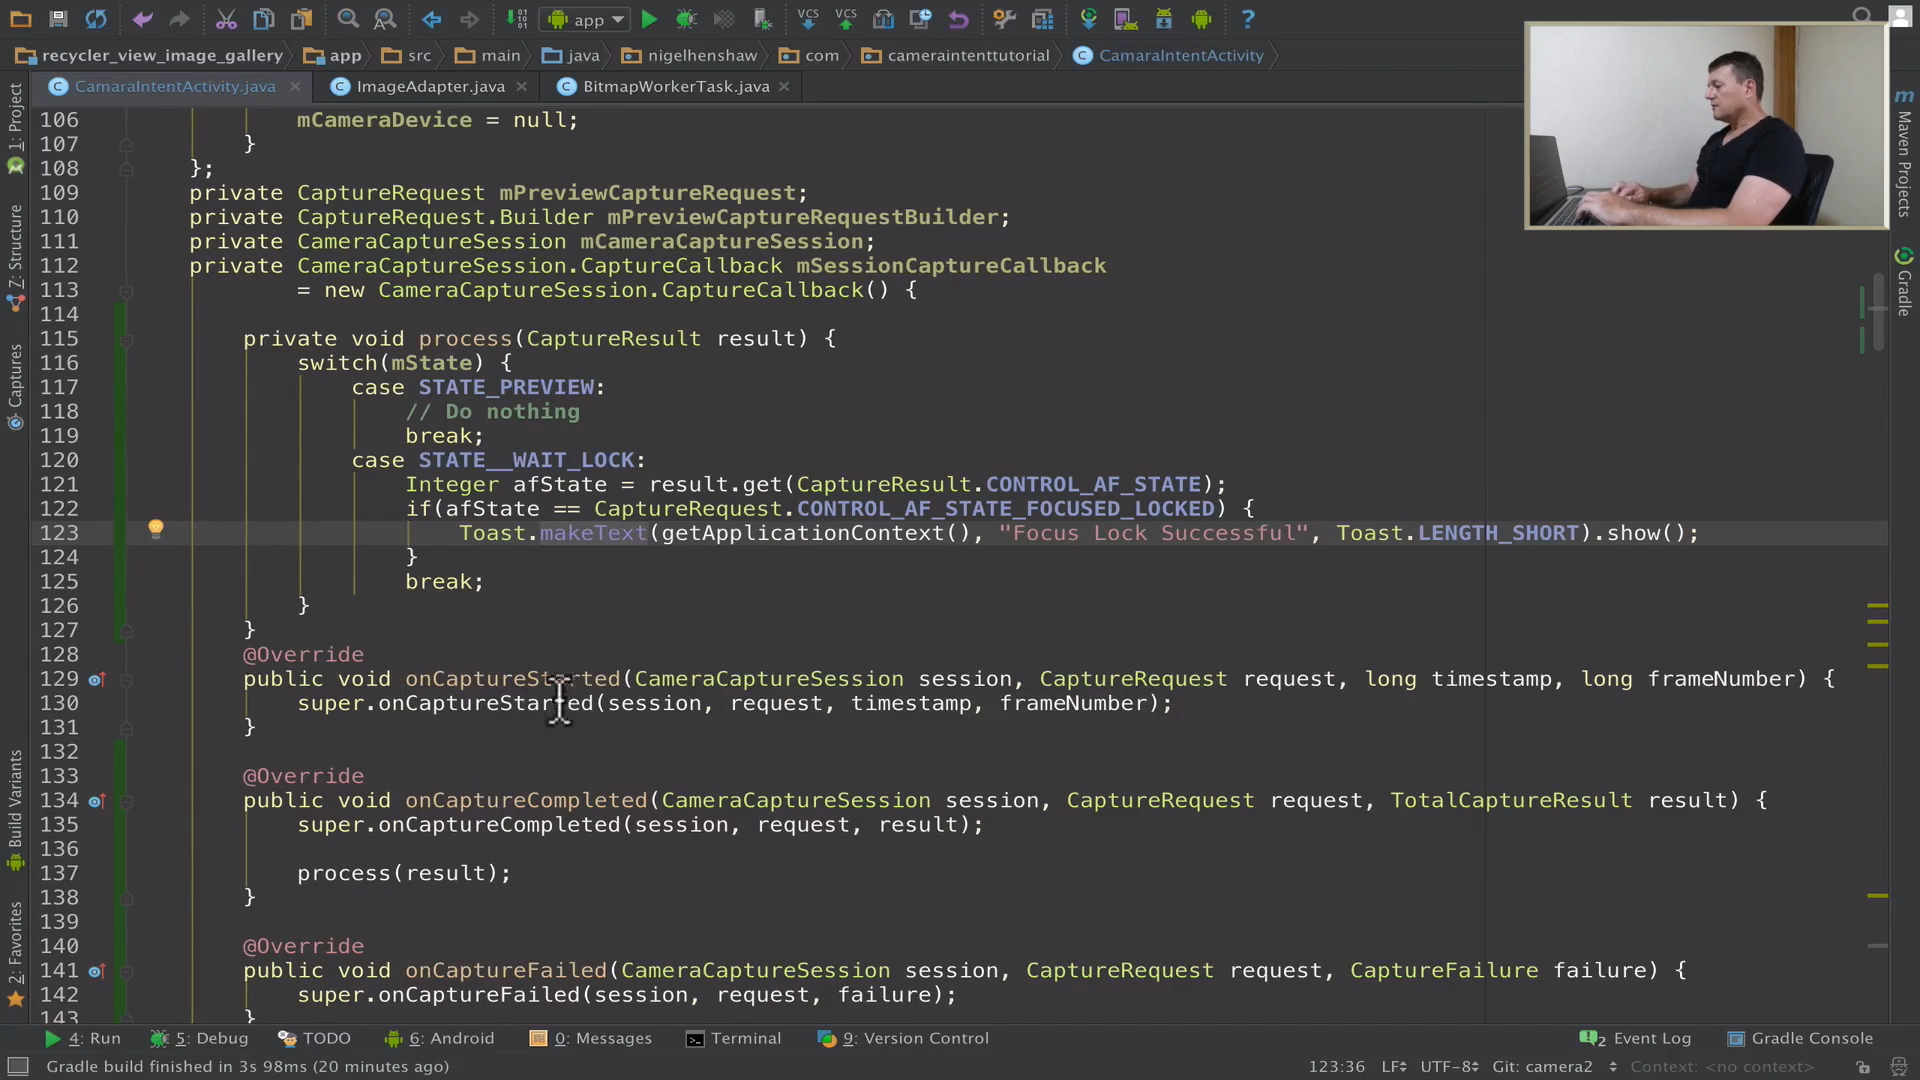 app
VCS
VCS
recycler_view_image_gallery app src main java nigelhenshaw com cameraintenttutorial CamaraIntentActivity
CamaraIntentActivity.java ImageAdapter.java BitmapWorkerTask.java
1: Project
7: Structure
Captures
Build Variants
2: Favorites
106 mCameraDevice = null;
107 }
108 };
109 private CaptureRequest mPreviewCaptureRequest;
110 private CaptureRequest.Builder mPreviewCaptureRequestBuilder;
111 private CameraCaptureSession mCameraCaptureSession;
112 private CameraCaptureSession.CaptureCallback mSessionCaptureCallback
113 = new CameraCaptureSession.CaptureCallback() {
114
115 private void process(CaptureResult result) {
116 switch(mState) {
117 case STATE_PREVIEW:
118 // Do nothing
119 break;
120 case STATE__WAIT_LOCK:
121 Integer afState = result.get(CaptureResult.CONTROL_AF_STATE);
122 if(afState == CaptureRequest.CONTROL_AF_STATE_FOCUSED_LOCKED) {
123 Toast.makeText(getApplicationContext(), "Focus Lock Successful", Toast.LENGTH_SHORT).show();
124 }
125 break;
126 }
127 }
128 @Override
129 public void onCaptureStarted(CameraCaptureSession session, CaptureRequest request, long timestamp, long frameNumber) {
130 super.onCaptureStarted(session, request, timestamp, frameNumber);
131 }
132
133 @Override
134 public void onCaptureCompleted(CameraCaptureSession session, CaptureRequest request, TotalCaptureResult result) {
135 super.onCaptureCompleted(session, request, result);
136
137 process(result);
138 }
139
140 @Override
141 public void onCaptureFailed(CameraCaptureSession session, CaptureRequest request, CaptureFailure failure) {
142 super.onCaptureFailed(session, request, failure);
143 }
Maven Projects
Gradle
4: Run 5: Debug TODO 6: Android 0: Messages Terminal 9: Version Control 2 Event Log Gradle Console
Gradle build finished in 3s 98ms (20 minutes ago) 123:36 LF UTF-8 Git: camera2 Context: <no context>